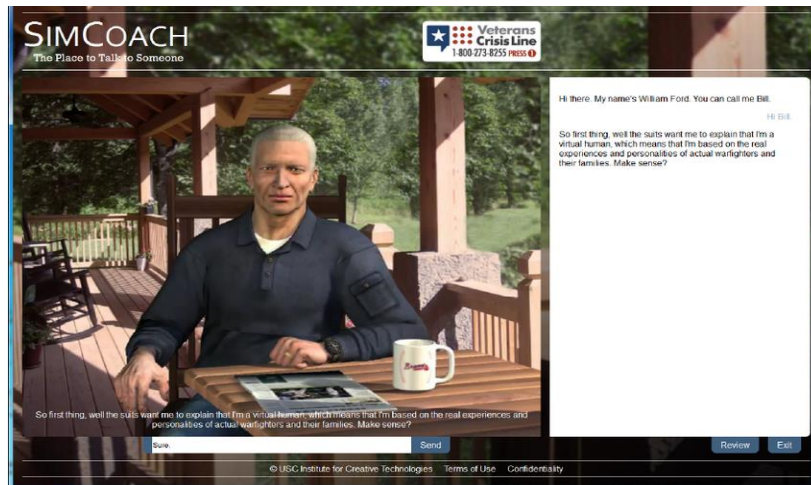 SIMCOACH
The Place to Talk to Someone
Veterans
Crisis Line
1-800-273-8255 PRESS 1
Hi there. My name's William Ford. You can call me Bill.
Hi Bill
So first thing, well the suits want me to explain that I'm a
virtual human, which means that I'm based on the real
experiences and personalities of actual warfighters and
their families. Make sense?
So first thing, well the suits want me to explain that I'm a virtual human, which means that I'm based on the real experiences and
personalities of actual warfighters and their families. Make sense?
Sure.
Send
Review
Exit
© USC Institute for Creative Technologies Terms of Use Confidentiality